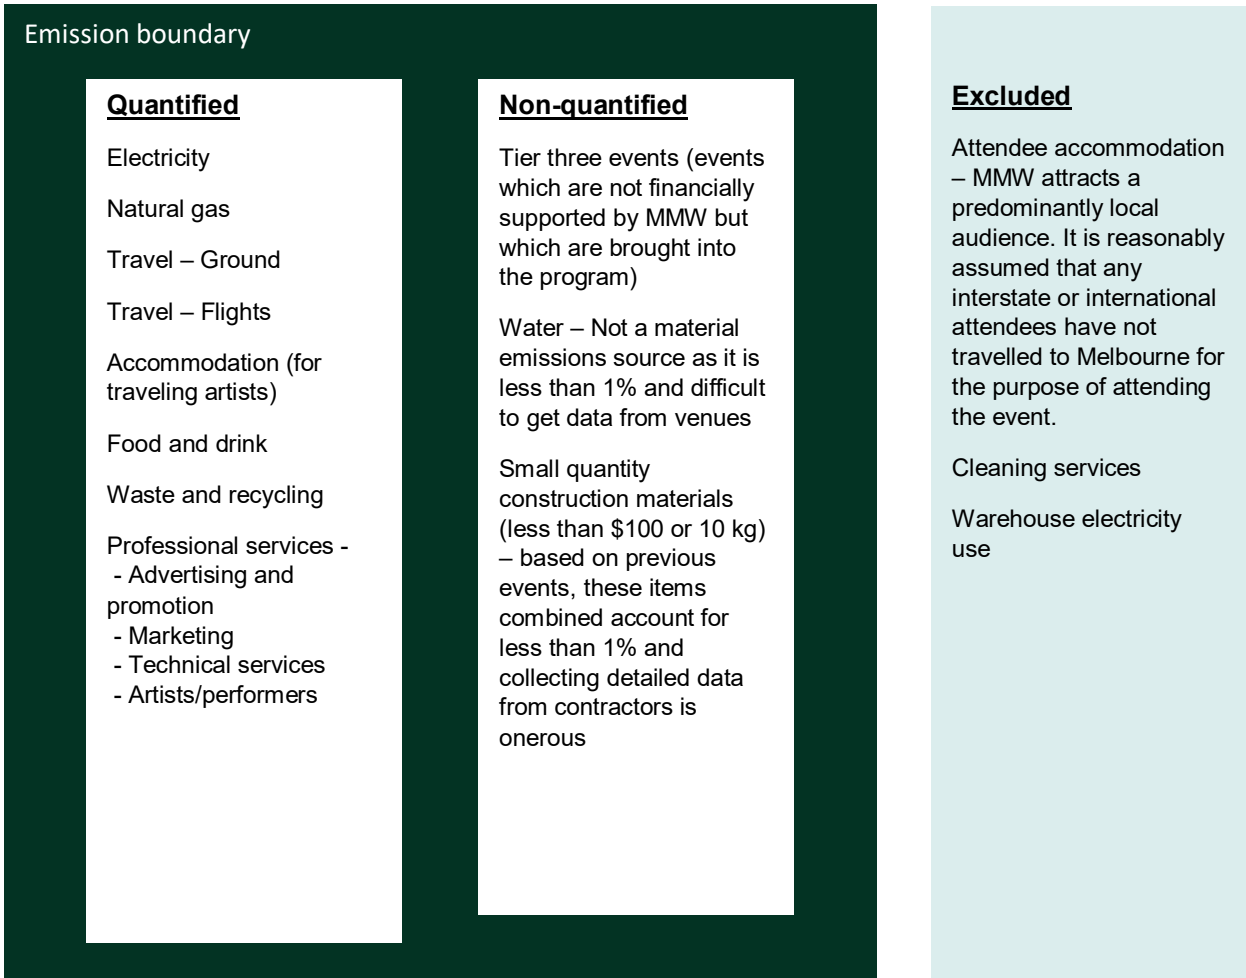 Emission boundary
Quantified
Electricity
Natural gas
Travel – Ground
Travel – Flights
Accommodation (for
traveling artists)
Food and drink
Waste and recycling
Professional services -
- Advertising and
promotion
- Marketing
- Technical services
- Artists/performers
Non-quantified
Tier three events (events
which are not financially
supported by MMW but
which are brought into
the program)
Water – Not a material
emissions source as it is
less than 1% and difficult
to get data from venues
Small quantity
construction materials
(less than $100 or 10 kg)
– based on previous
events, these items
combined account for
less than 1% and
collecting detailed data
from contractors is
onerous
Excluded
Attendee accommodation
– MMW attracts a
predominantly local
audience. It is reasonably
assumed that any
interstate or international
attendees have not
travelled to Melbourne for
the purpose of attending
the event.
Cleaning services
Warehouse electricity
use